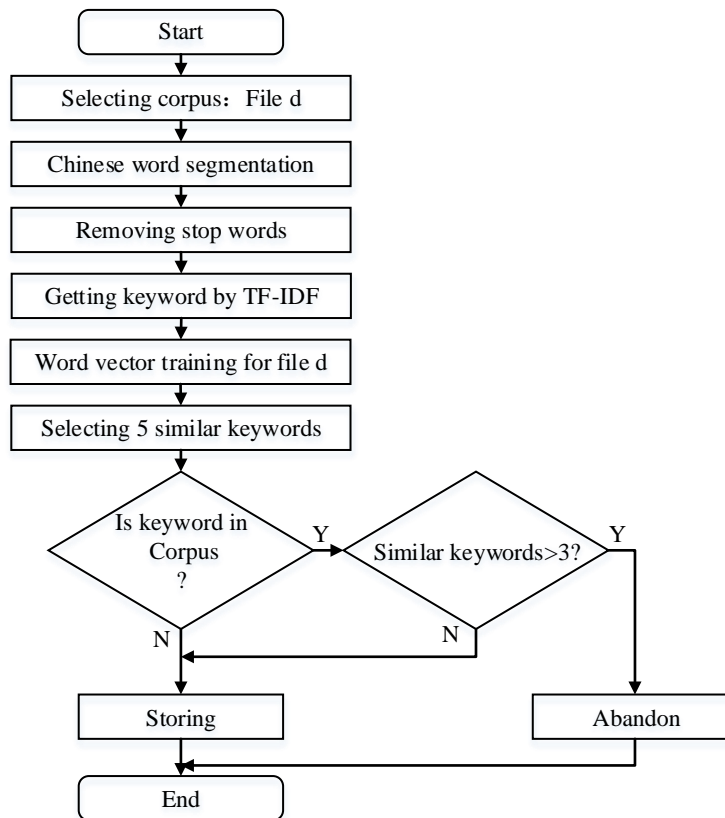 Start
Selecting corpus：File d
Chinese word segmentation
Removing stop words
Getting keyword by TF-IDF
Word vector training for file d
Selecting 5 similar keywords
Is keyword in
Corpus
?
Y
Similar keywords>3?
Y
N
N
Storing
Abandon
End